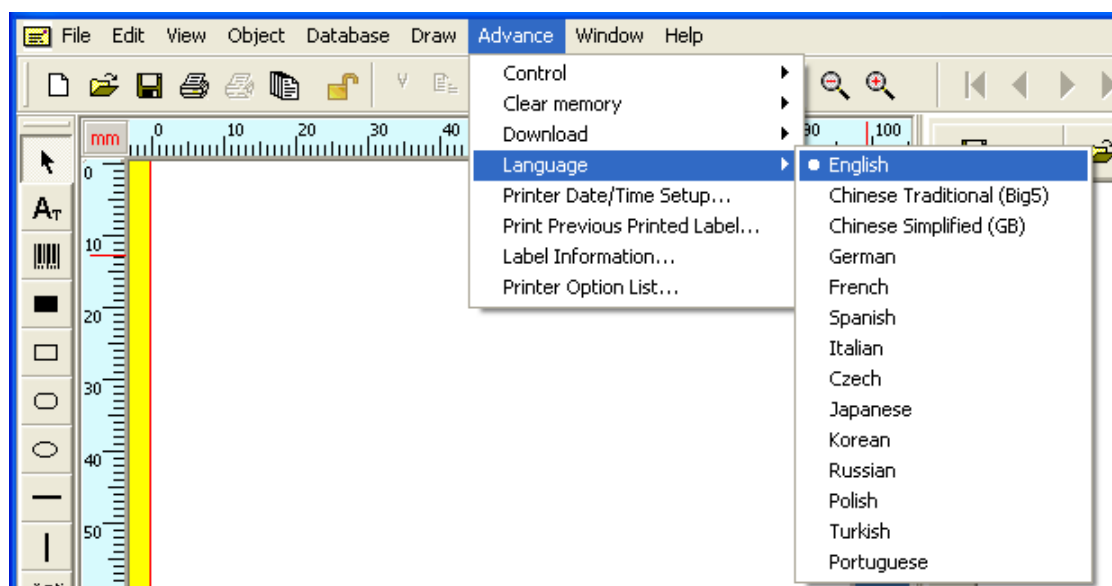 File Edit View Object Database Draw Advance Window Help
Control
Clear memory
Download
Language
Printer Date/Time Setup...
Print Previous Printed Label...
Label Information...
Printer Option List...
English
Chinese Traditional (Big5)
Chinese Simplified (GB)
German
French
Spanish
Italian
Czech
Japanese
Korean
Russian
Polish
Turkish
Portuguese
mm 0 10 20 30 40 100
0
10
20
30
40
50
AT